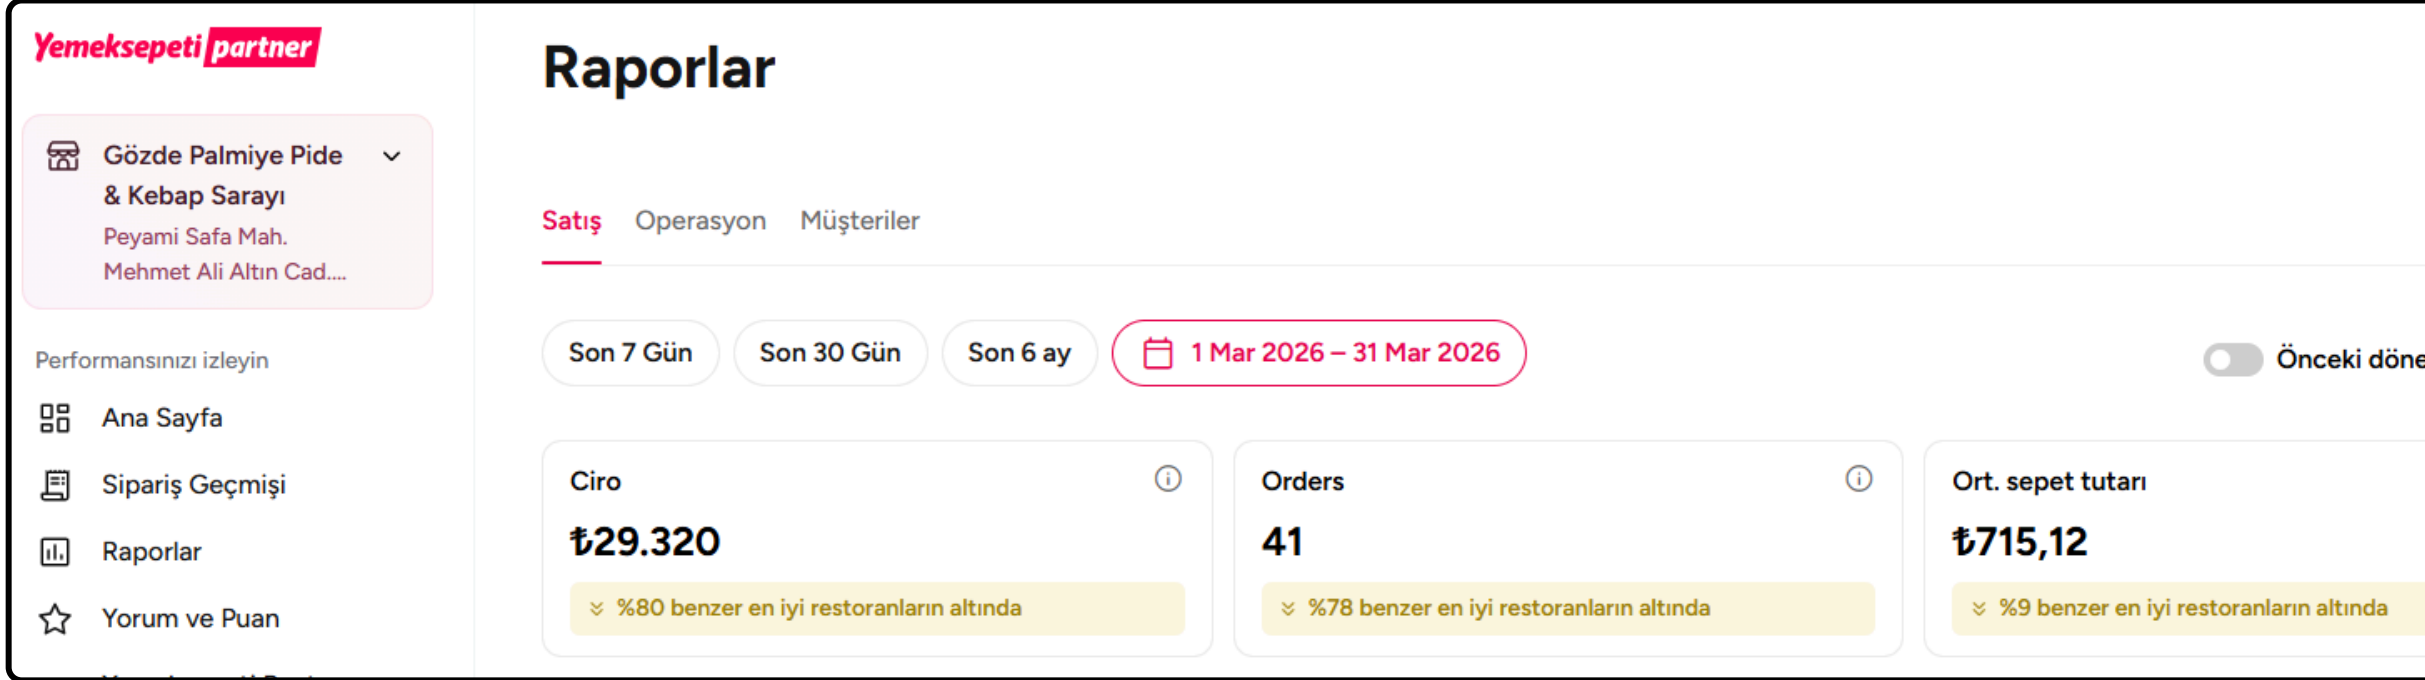 Yemeksepeti partner
Gözde Palmiye Pide
& Kebap Sarayı
Peyami Safa Mah.
Mehmet Ali Altın Cad....
Performansınızı izleyin
Ana Sayfa
Sipariş Geçmişi
Raporlar
Yorum ve Puan
Raporlar
Satış Operasyon Müşteriler
Son 7 Gün Son 30 Gün Son 6 ay 1 Mar 2026 – 31 Mar 2026
Önceki döne
Ciro
₺29.320
%80 benzer en iyi restoranların altında
Orders
41
%78 benzer en iyi restoranların altında
Ort. sepet tutarı
₺715,12
%9 benzer en iyi restoranların altında